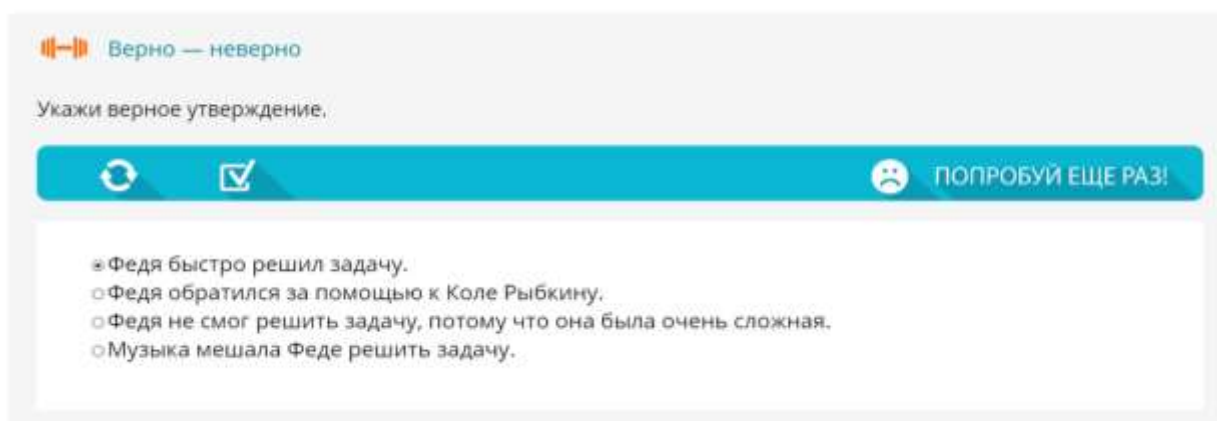 Верно — неверно
Укажи верное утверждение.
ПОПРОБУЙ ЕЩЕ РАЗ!
Федя быстро решил задачу.
Федя обратился за помощью к Коле Рыбкину.
Федя не смог решить задачу, потому что она была очень сложная.
Музыка мешала Феде решить задачу.